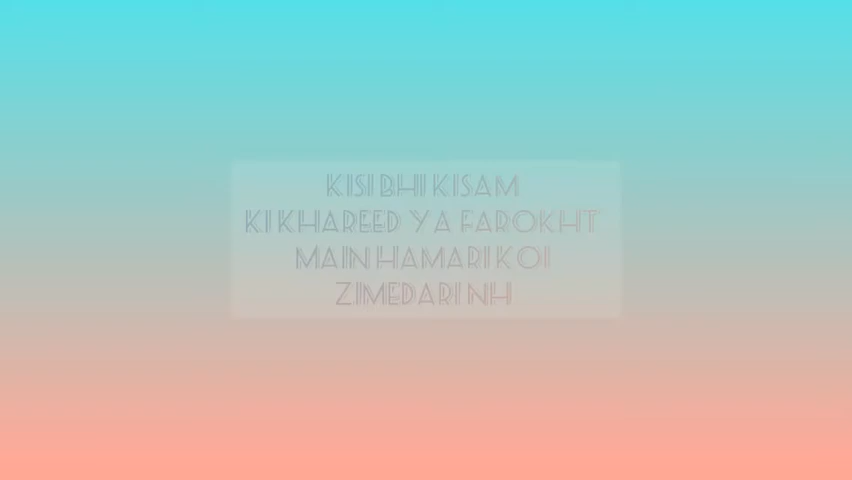 KISI BHI KISAM
KI KHAREED YA FAROKHT
MAIN HAMARI KOI
ZIMEDARI NH